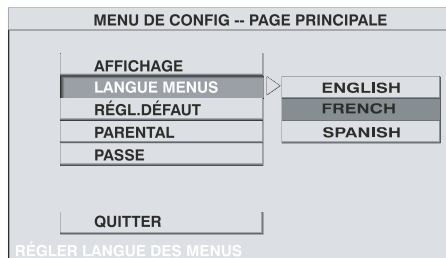 MENU DE CONFIG -- PAGE PRINCIPALE
AFFICHAGE
LANGUE MENUS
RÉGL.DÉFAUT
PARENTAL
PASSE
ENGLISH
FRENCH
SPANISH
QUITTER
RÉGLER LANGUE DES MENUS